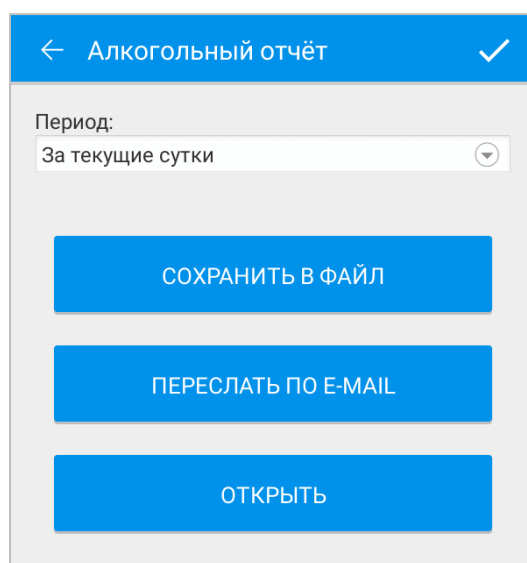 Алкогольный отчёт
Период:
За текущие сутки
СОХРАНИТЬ В ФАЙЛ
ПЕРЕСЛАТЬ ПО E-MAIL
ОТКРЫТЬ